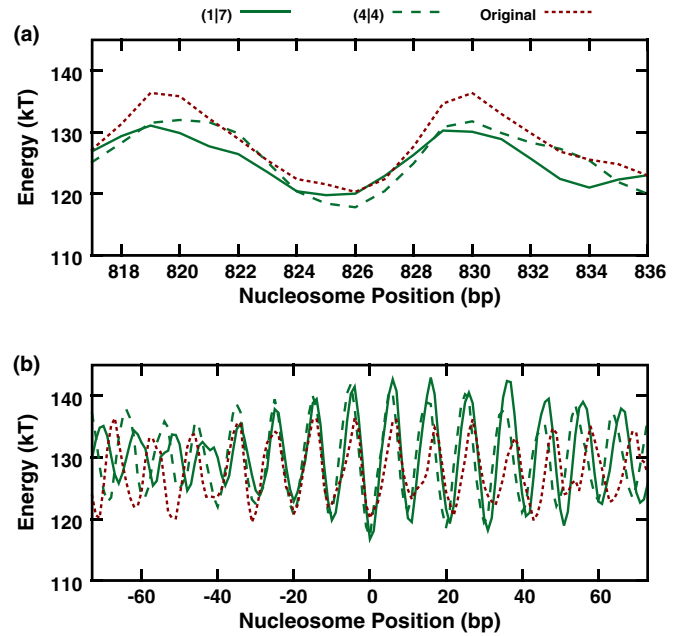 (1|7) (4|4) Original
(a)
140
130
120
110
Energy (kT)
818 820 822 824 826 828 830 832 834 836
Nucleosome Position (bp)
(b)
140
130
120
110
Energy (kT)
-60 -40 -20 0 20 40 60
Nucleosome Position (bp)